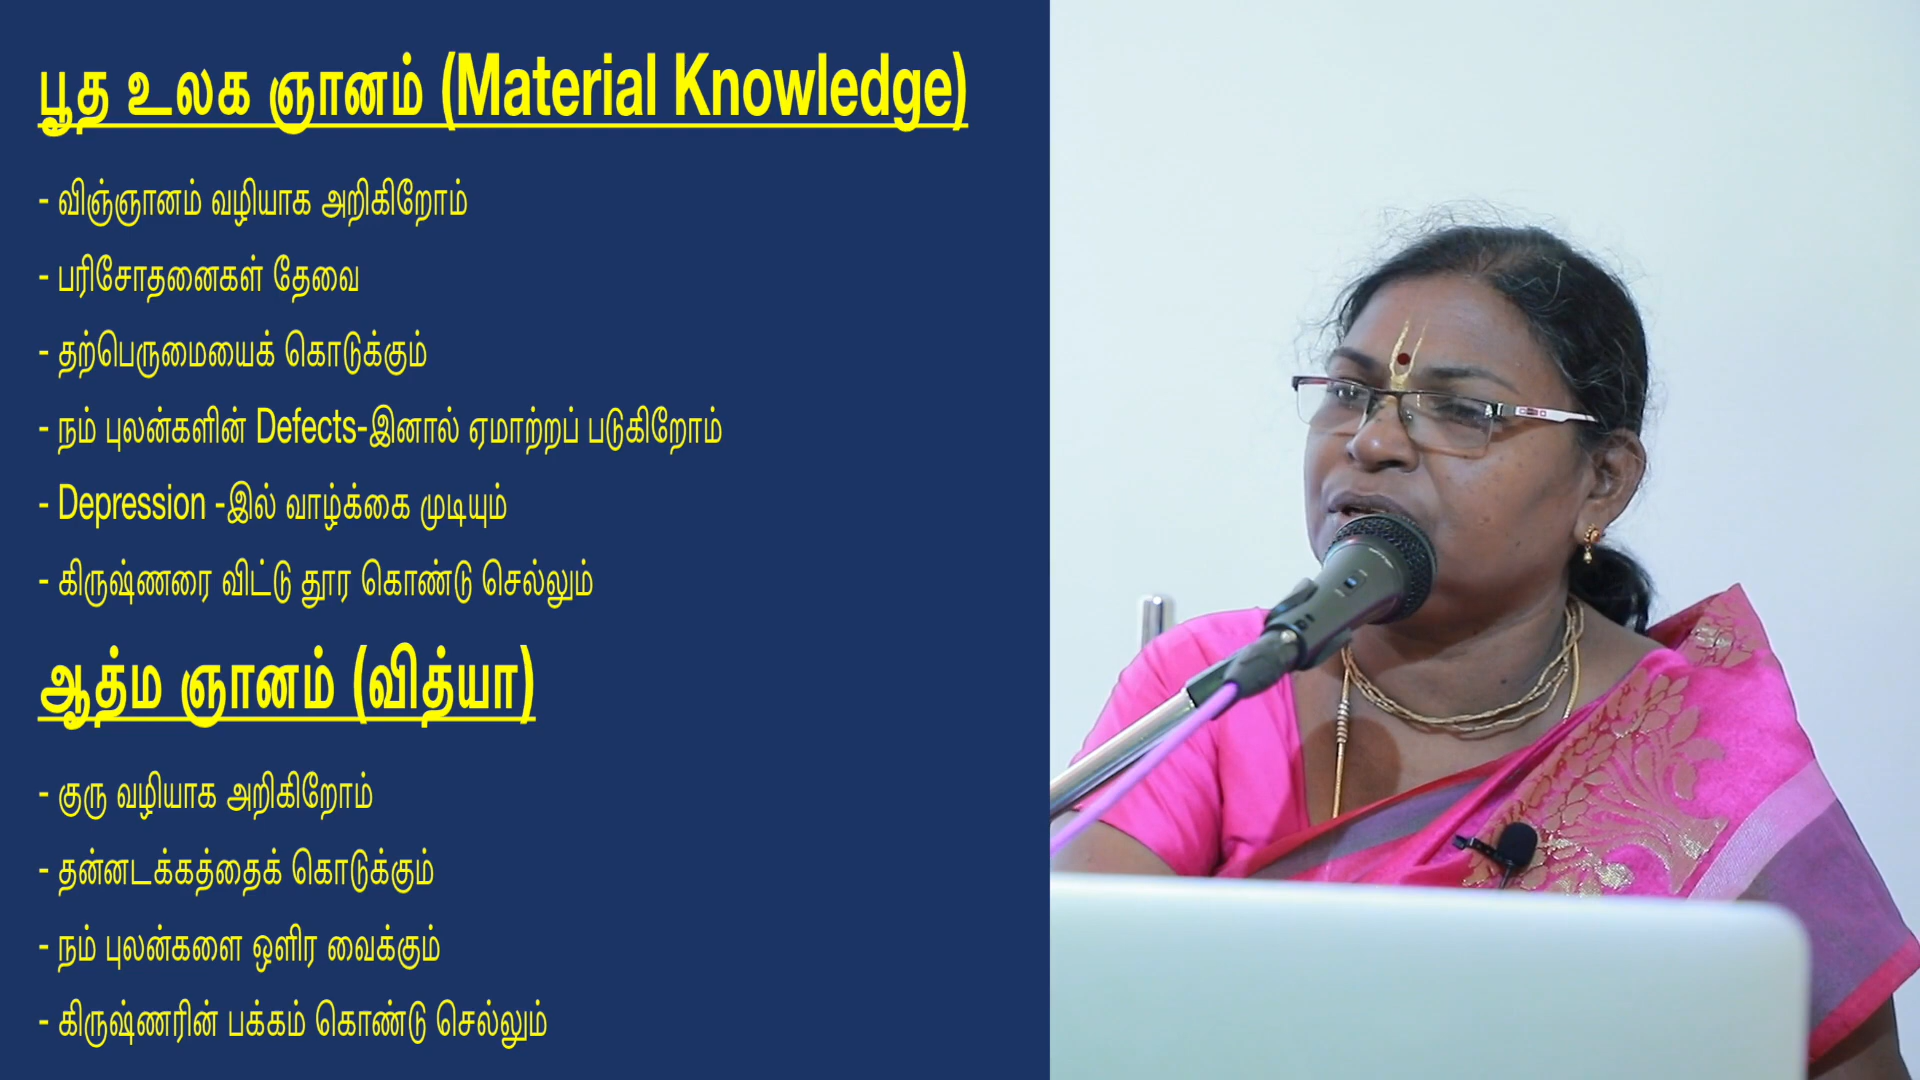 பூத உலக ஞானம் (Material Knowledge)
- விஞ்ஞானம் வழியாக அறிகிறோம்
- பரிசோதனைகள் தேவை
- தற்பெருமையைக் கொடுக்கும்
- நம் புலன்களின் Defects-இனால் ஏமாற்றப் படுகிறோம்
- Depression -இல் வாழ்க்கை முடியும்
- கிருஷ்ணரை விட்டு தூர கொண்டு செல்லும்
ஆத்ம ஞானம் (வித்யா)
- குரு வழியாக அறிகிறோம்
- தன்னடக்கத்தைக் கொடுக்கும்
- நம் புலன்களை ஒளிர வைக்கும்
- கிருஷ்ணரின் பக்கம் கொண்டு செல்லும்